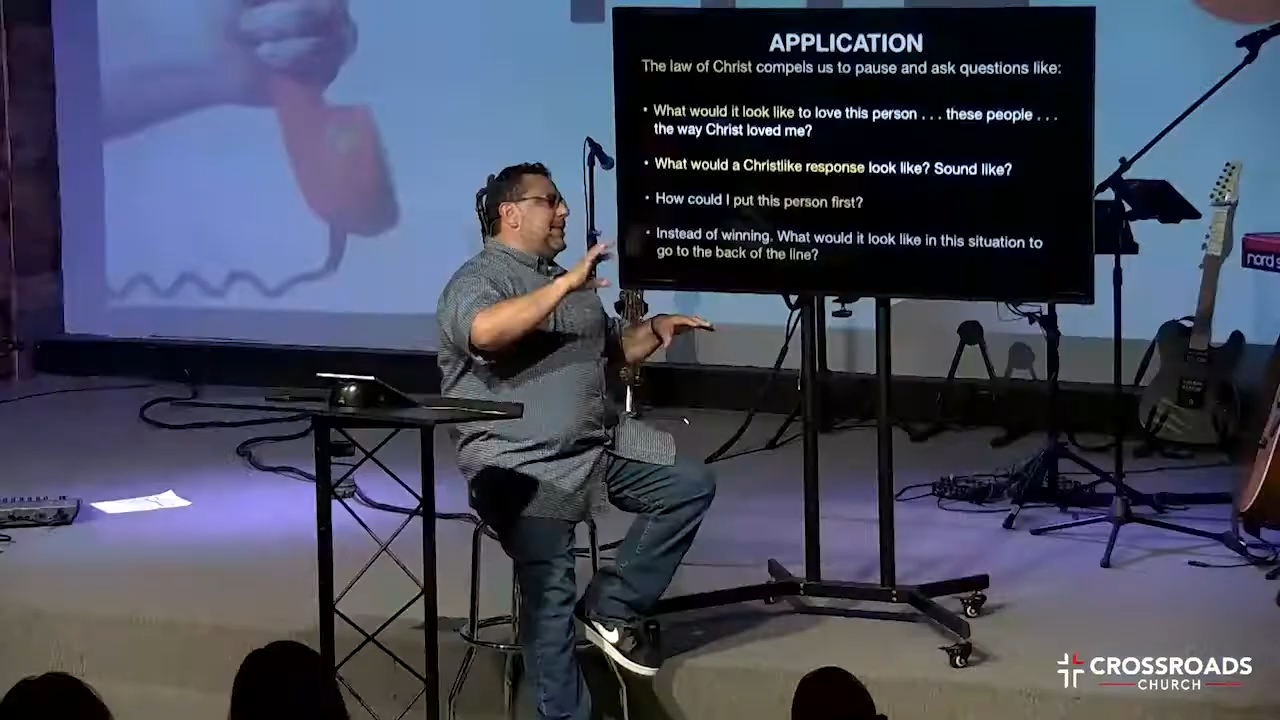 APPLICATION
The law of Christ compels us to pause and ask questions like:
• What would it look like to love this person . . . these people . . .
the way Christ loved me?
• What would a Christlike response look like? Sound like?
• How could I put this person first?
• Instead of winning. What would it look like in this situation to
go to the back of the line?
nord s
CROSSROADS
CHURCH